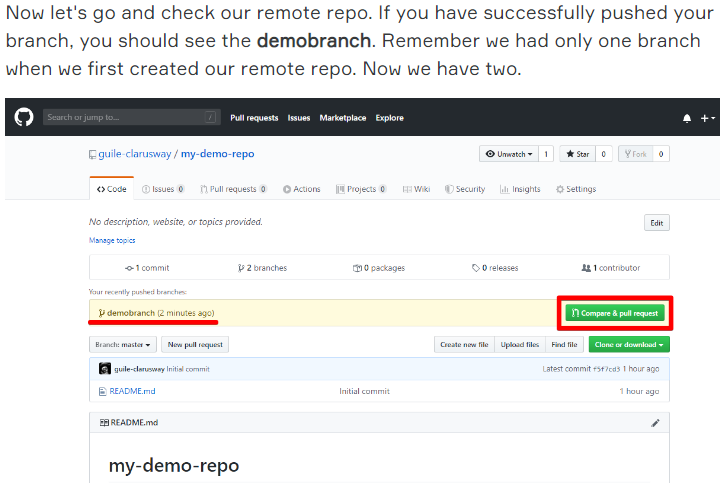 Now let's go and check our remote repo. If you have successfully pushed your
branch, you should see the demobranch. Remember we had only one branch
when we first created our remote repo. Now we have two.
Search or jump to... / Pull requests Issues Marketplace Explore
guile-clarusway / my-demo-repo Unwatch 1 Star 0 Fork 0
Code Issues 0 Pull requests 0 Actions Projects 0 Wiki Security Insights Settings
No description, website, or topics provided. Edit
Manage topics
1 commit 2 branches 0 packages 0 releases 1 contributor
Your recently pushed branches:
demobranch (2 minutes ago) Compare & pull request
Branch: master New pull request Create new file Upload files Find file Clone or download
guile-clarusway Initial commit Latest commit f5f7cd3 1 hour ago
README.md Initial commit 1 hour ago
README.md
my-demo-repo